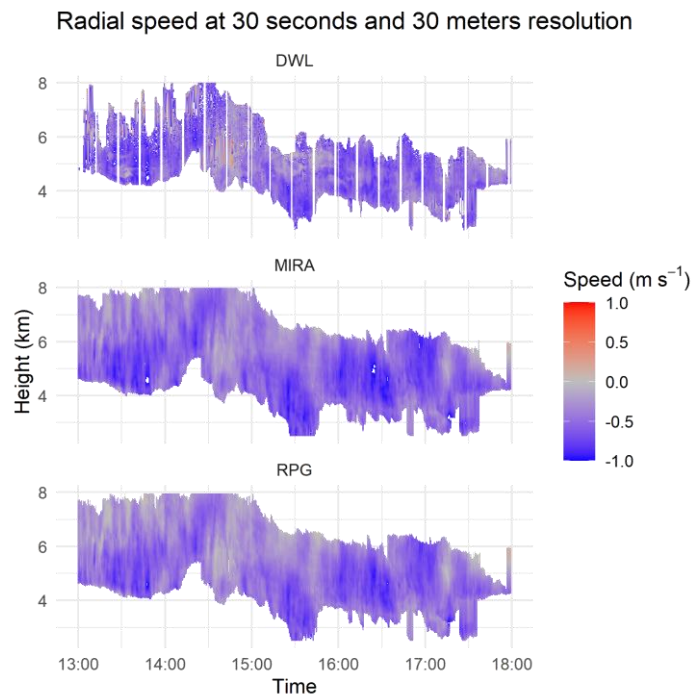 Radial speed at 30 seconds and 30 meters resolution
DWL
8
6
4
MIRA
8
6
4
Height (km)
Speed (m s⁻¹)
1.0
0.5
0.0
-0.5
-1.0
RPG
8
6
4
13:00 14:00 15:00 16:00 17:00 18:00
Time